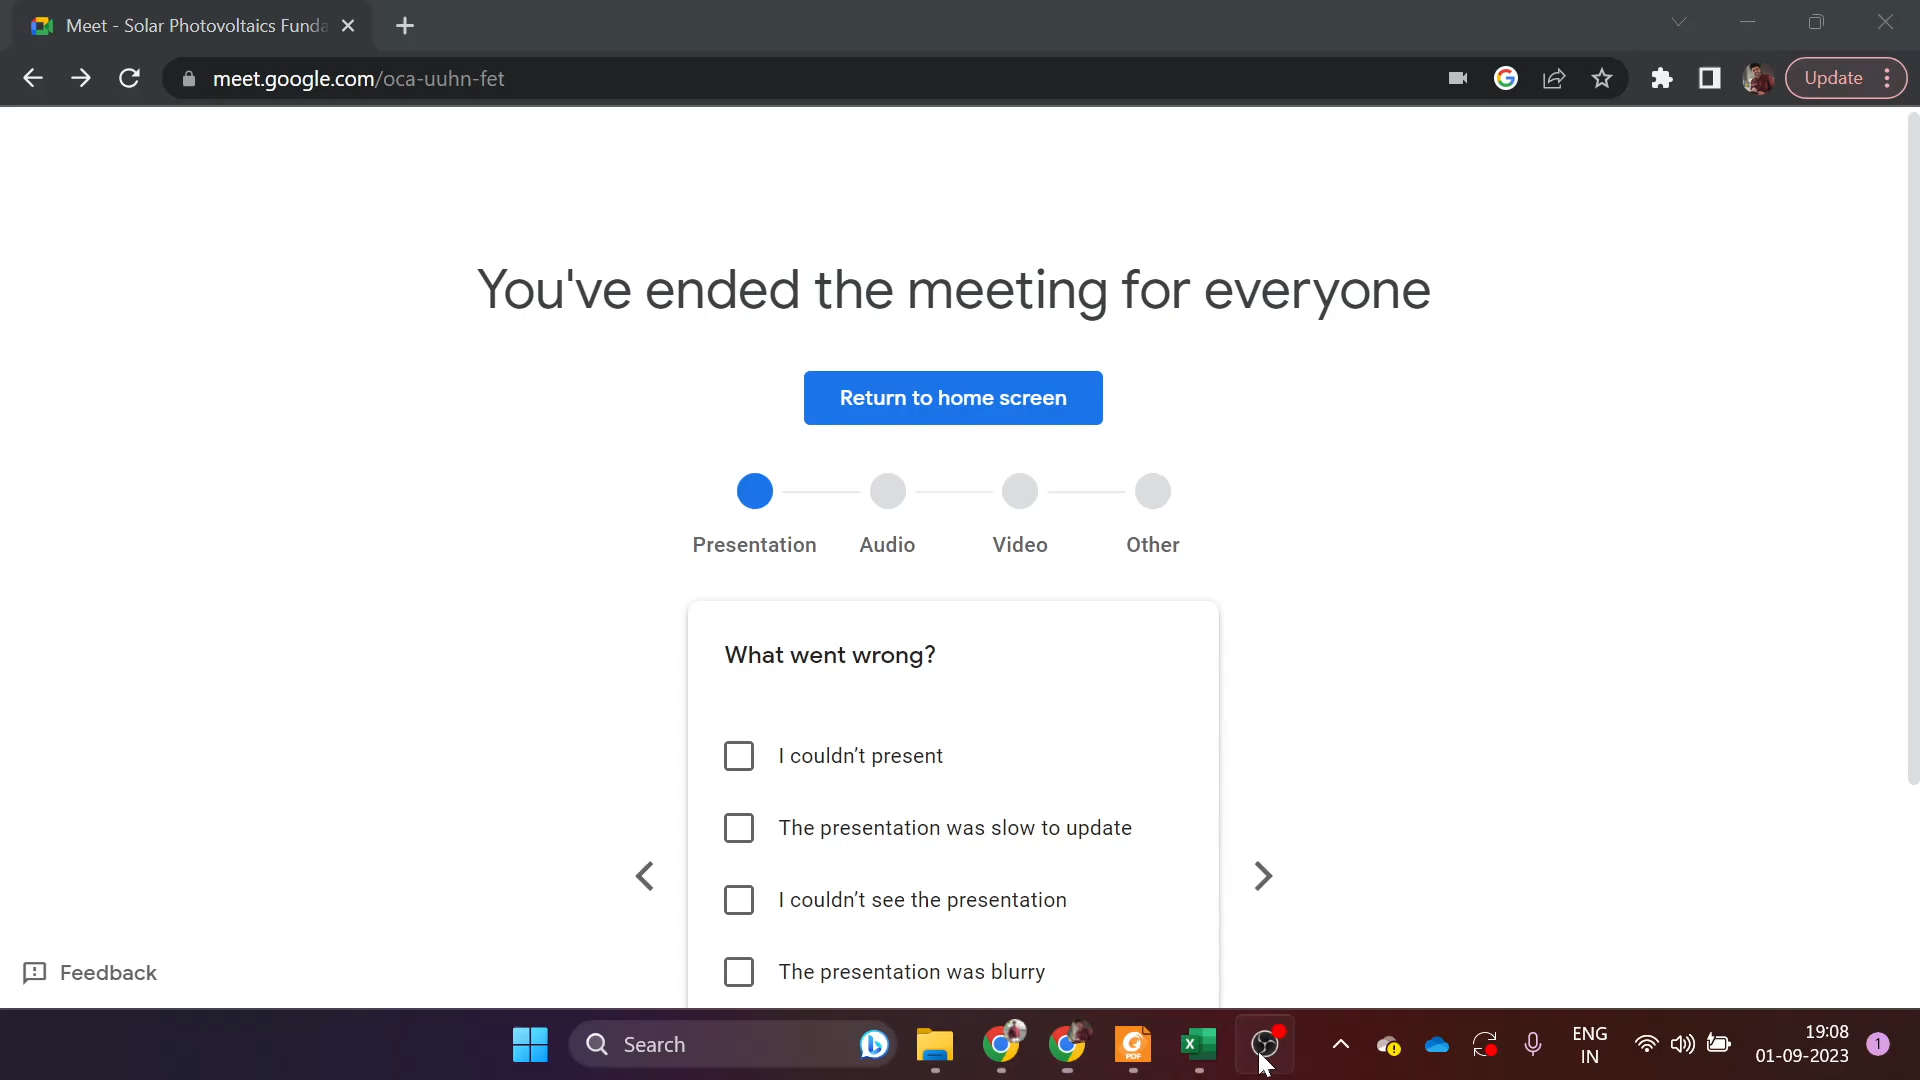 Meet - Solar Photovoltaics Funda
meet.google.com/oca-uuhn-fet
Update
You've ended the meeting for everyone
Return to home screen
Presentation Audio Video Other
What went wrong?
I couldn't present
The presentation was slow to update
I couldn't see the presentation
The presentation was blurry
Feedback
Search
PDF
X
ENG
IN
19:08
01-09-2023
1